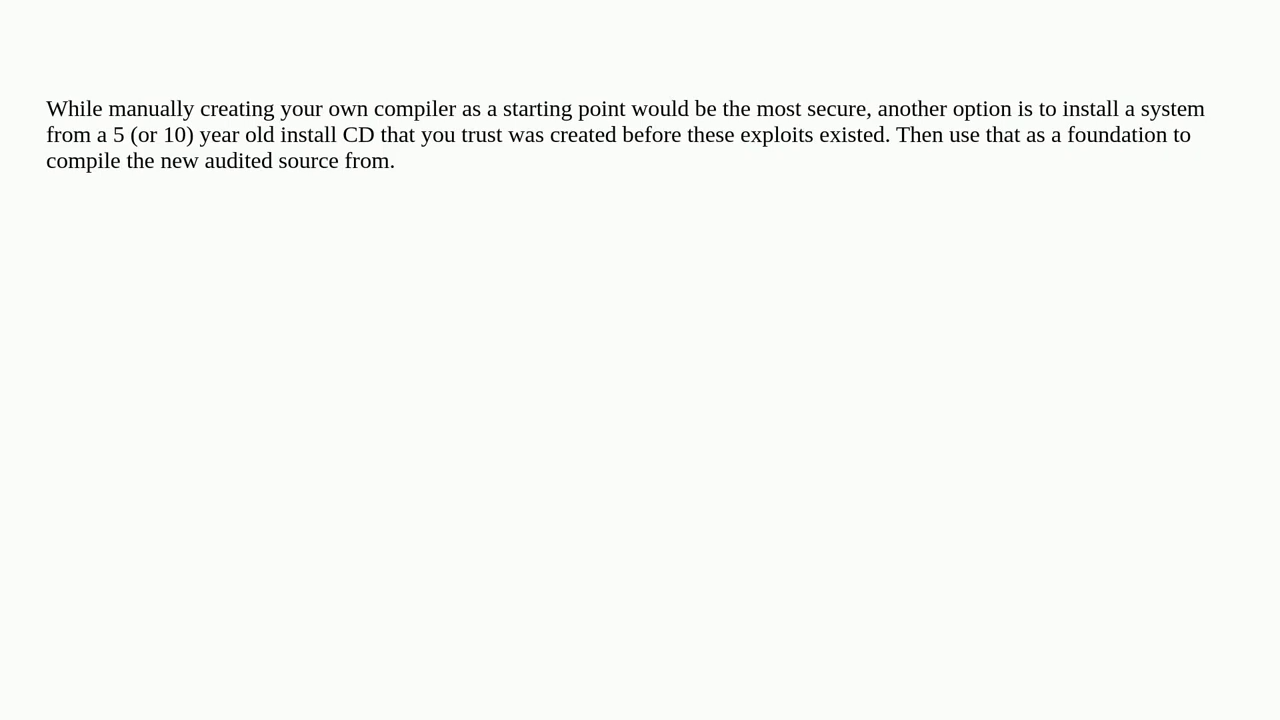 While manually creating your own compiler as a starting point would be the most secure, another option is to install a system
from a 5 (or 10) year old install CD that you trust was created before these exploits existed. Then use that as a foundation to
compile the new audited source from.